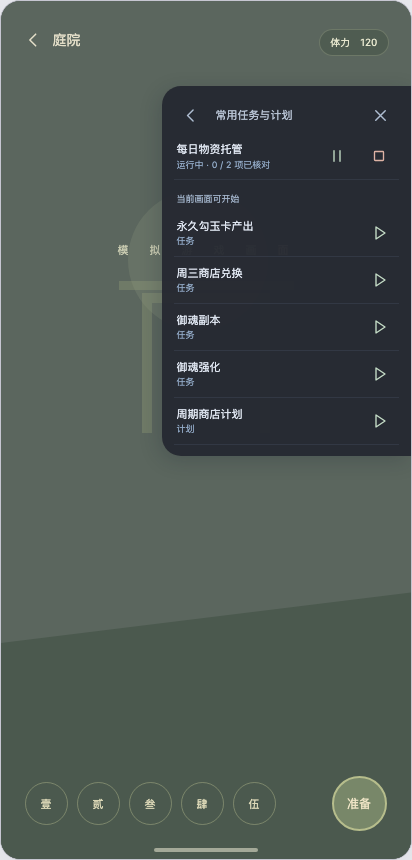 庭院
体力 120
常用任务与计划
每日物资托管
运行中 · 0 / 2 项已核对
当前画面可开始
永久勾玉卡产出
任务
模 拟
周三商店兑换
任务
御魂副本
任务
御魂强化
任务
周期商店计划
计划
壹 贰 叁 肆 伍
准备